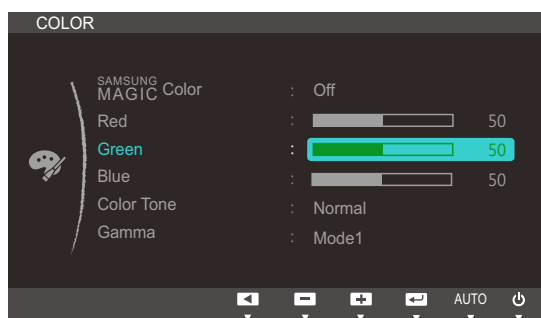 COLOR
SAMSUNG MAGIC Color : Off
Red : 50
Green : 50
Blue : 50
Color Tone : Normal
Gamma : Mode1
AUTO